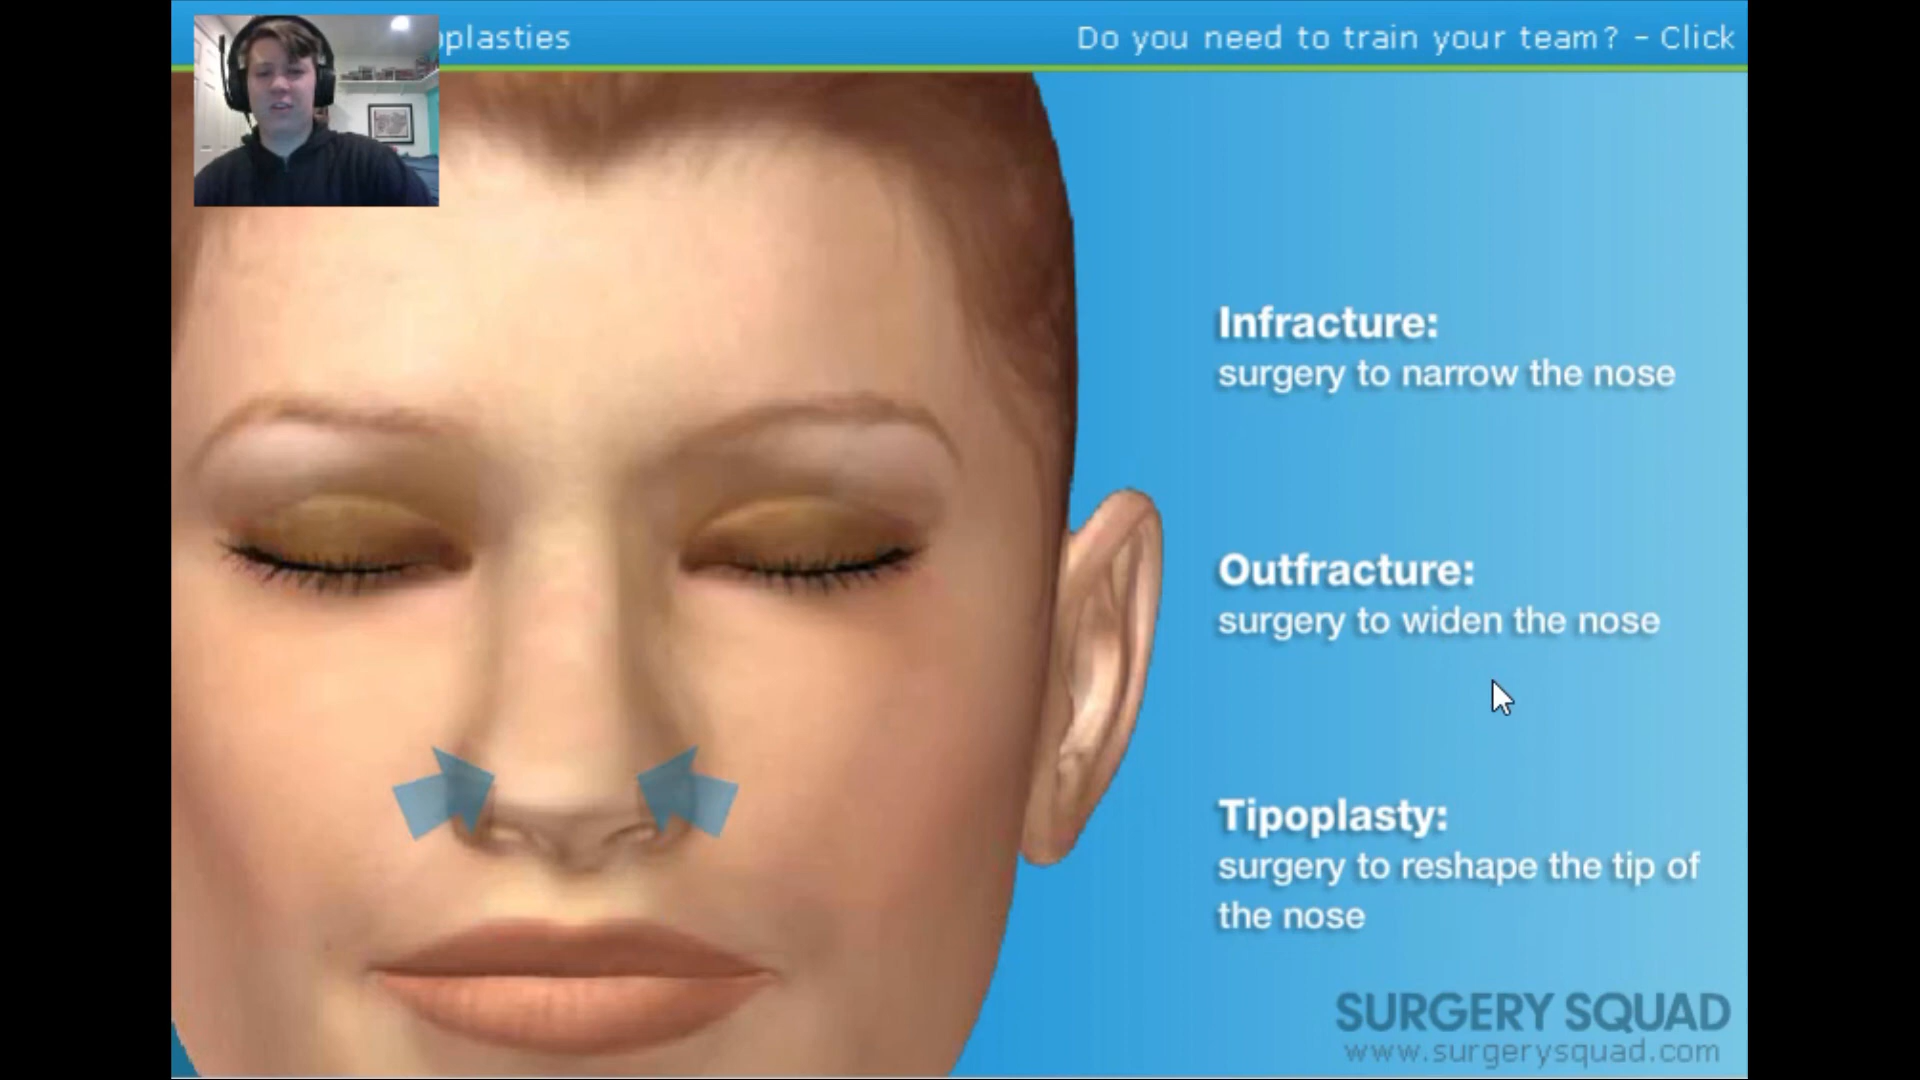 oplasties
Do you need to train your team? – Click
Infracture:
surgery to narrow the nose
Outfracture:
surgery to widen the nose
Tipoplasty:
surgery to reshape the tip of
the nose
SURGERY SQUAD
www.surgerysquad.com